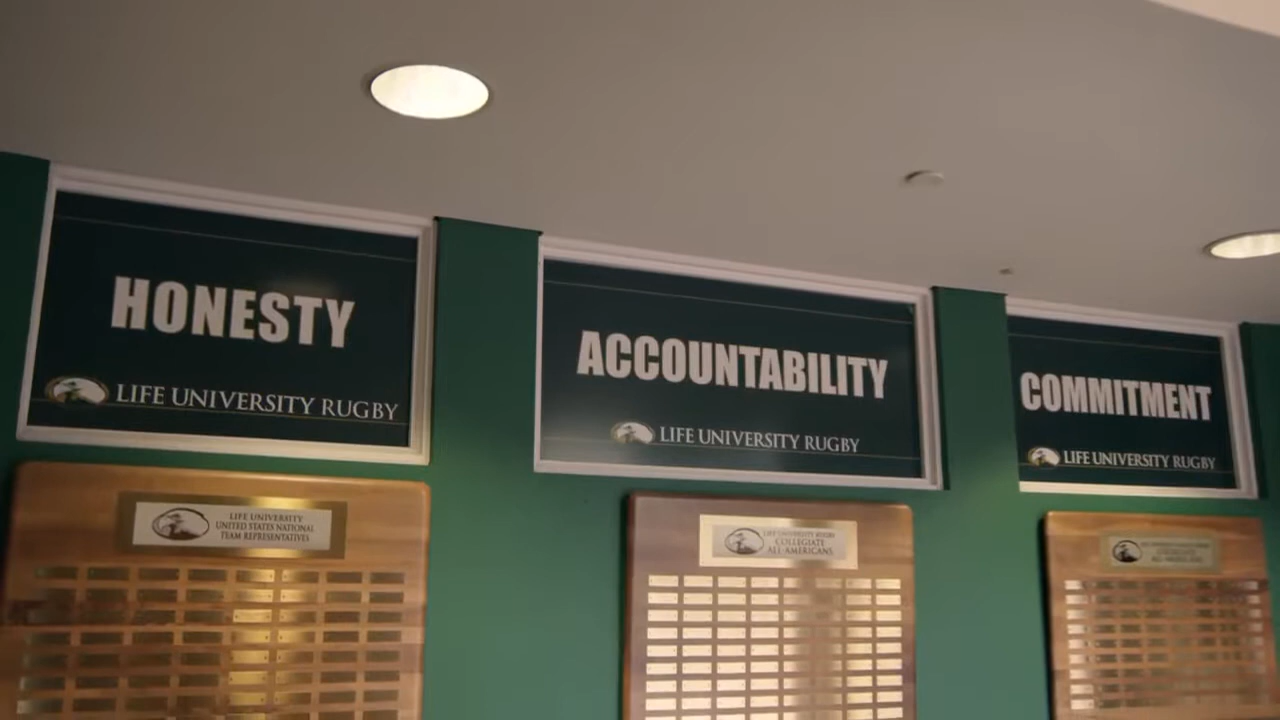 HONESTY
LIFE UNIVERSITY RUGBY
ACCOUNTABILITY
LIFE UNIVERSITY RUGBY
COMMITMENT
LIFE UNIVERSITY RUGBY
LIFE UNIVERSITY
UNITED STATES NATIONAL
TEAM REPRESENTATIVES
LIFE UNIVERSITY RUGBY
COLLEGIATE
ALL-AMERICANS